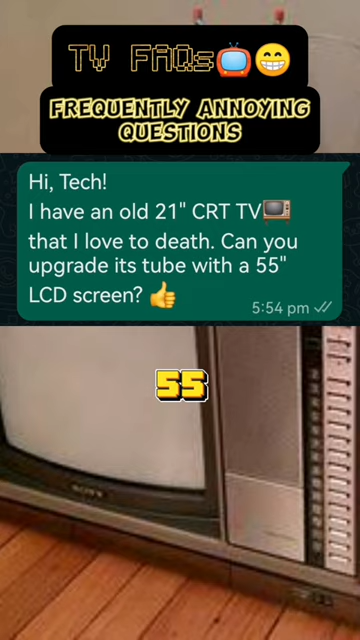 TV FAQs📺😁
FREQUENTLY ANNOYING
QUESTIONS
Hi, Tech!
I have an old 21" CRT TV📺
that I love to death. Can you
upgrade its tube with a 55"
LCD screen? 👍
5:54 pm
55
SONY